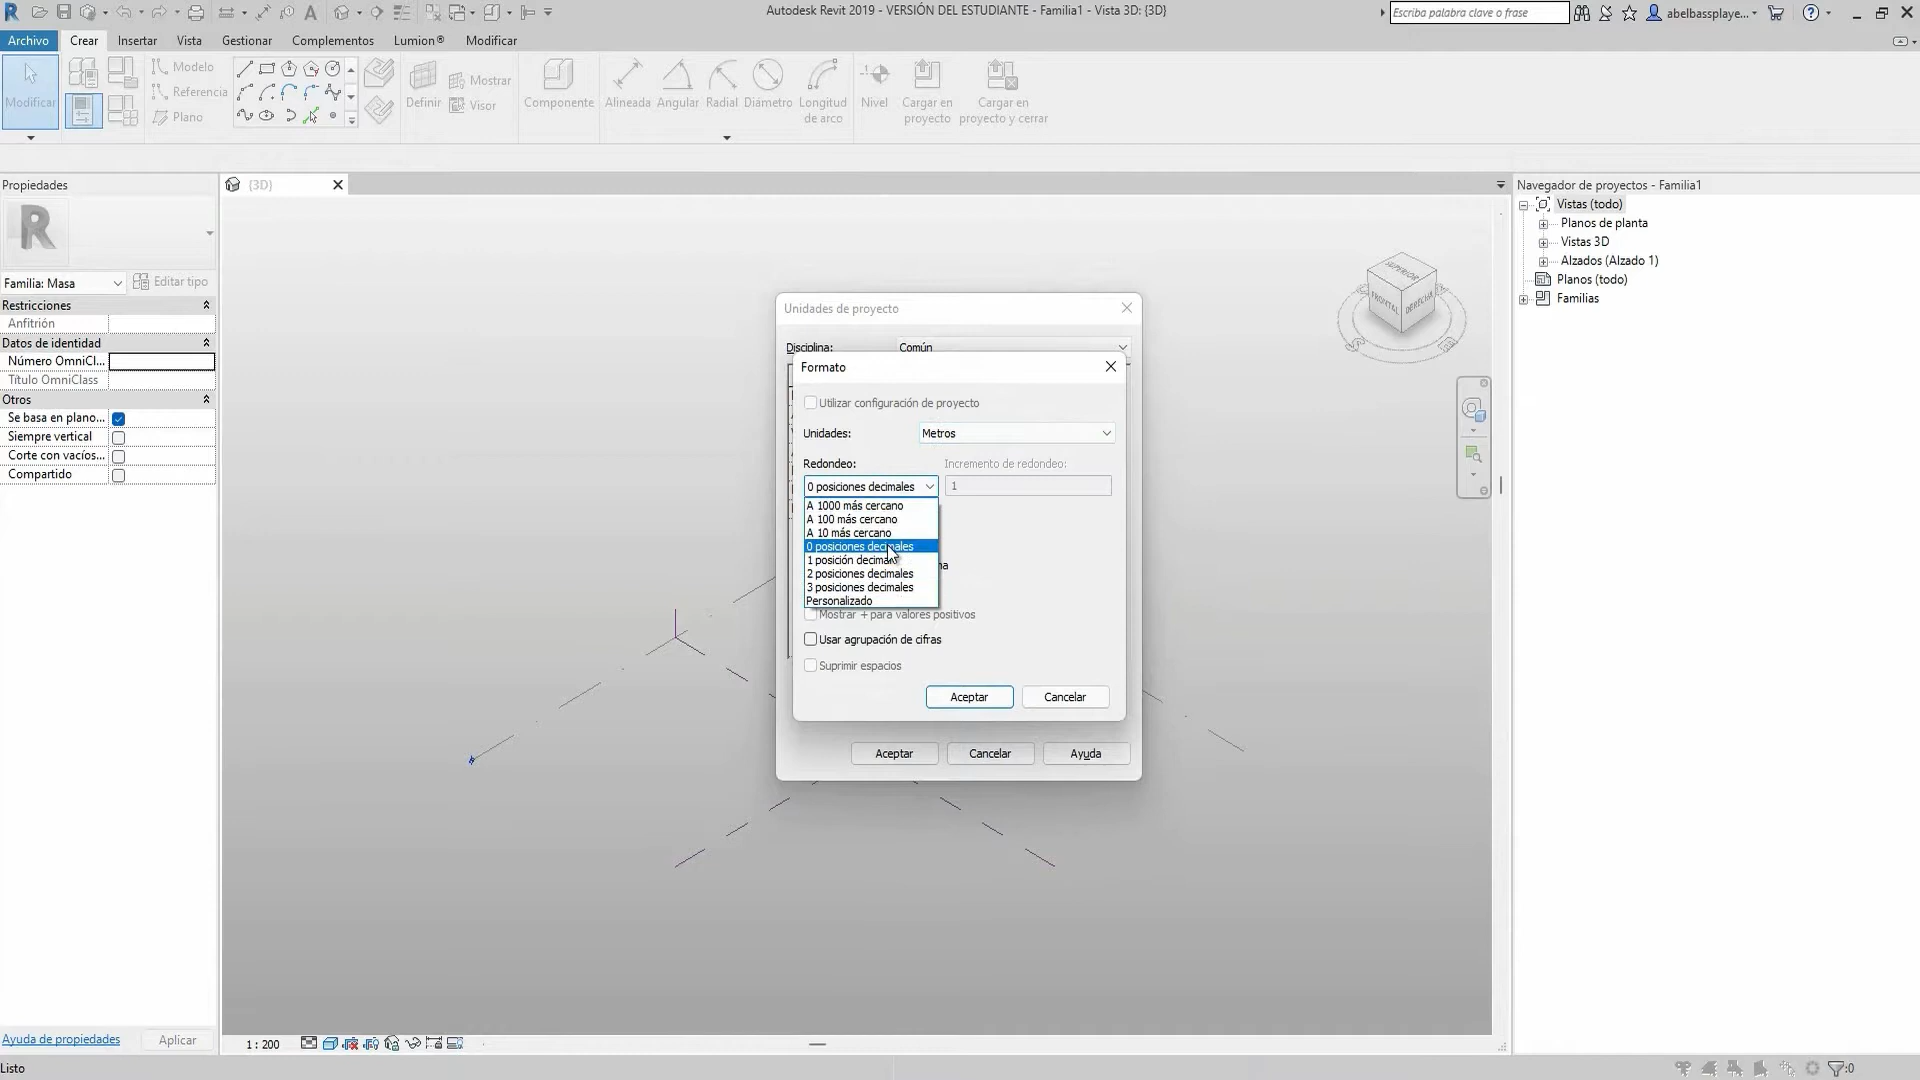 Autodesk Revit 2019 - VERSIÓN DEL ESTUDIANTE - Familia1 - Vista 3D: {3D}
Escriba palabra clave o frase
abelbassplaye...
Archivo
Crear
Insertar
Vista
Gestionar
Complementos
Lumion®
Modificar
Modificar
Modelo
Referencia
Plano
Definir
Mostrar
Visor
Componente
Alineada
Angular
Radial
Diámetro
Longitud
de arco
Nivel
Cargar en
proyecto
Cargar en
proyecto y cerrar
Propiedades
{3D}
Familia: Masa
Editar tipo
Restricciones
Anfitrión
Datos de identidad
Número OmniCl...
Título OmniClass
Otros
Se basa en plano...
Siempre vertical
Corte con vacíos...
Compartido
Ayuda de propiedades
Aplicar
SUPERIOR
FRONTAL
DERECHA
S
E
Unidades de proyecto
Disciplina:
Común
Formato
Utilizar configuración de proyecto
Unidades:
Metros
Redondeo:
Incremento de redondeo:
0 posiciones decimales
1
A 1000 más cercano
A 100 más cercano
A 10 más cercano
0 posiciones decimales
1 posición decimal
2 posiciones decimales
3 posiciones decimales
Personalizado
Mostrar + para valores positivos
Usar agrupación de cifras
Suprimir espacios
Aceptar
Cancelar
Aceptar
Cancelar
Ayuda
Navegador de proyectos - Familia1
Vistas (todo)
Planos de planta
Vistas 3D
Alzados (Alzado 1)
Planos (todo)
Familias
1 : 200
Listo
:0